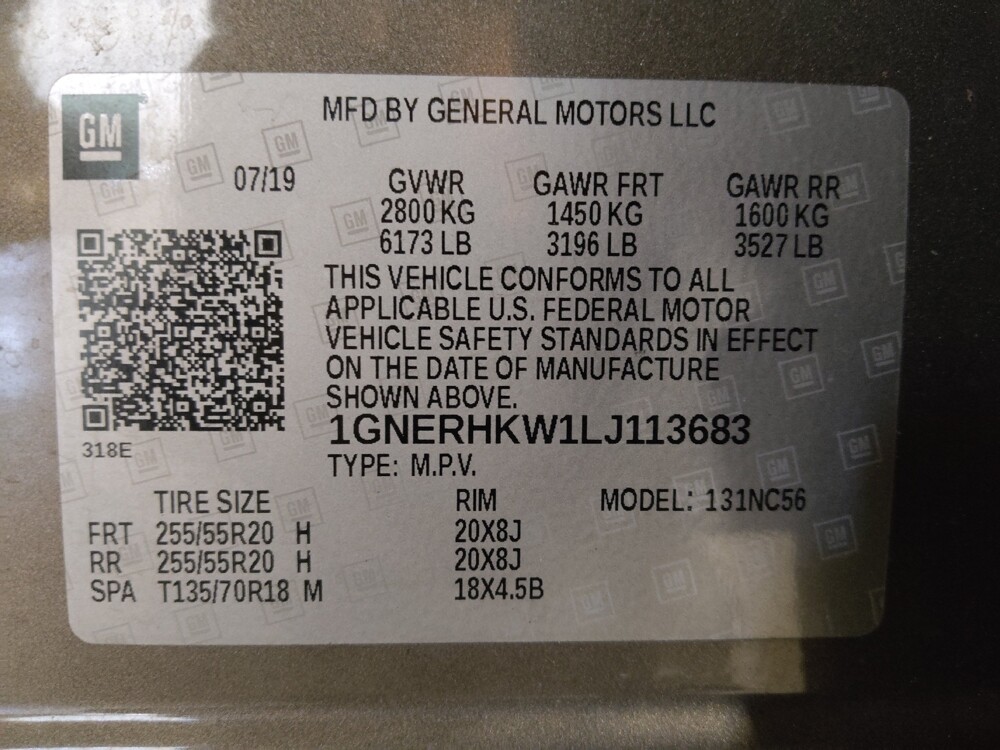 GM
MFD BY GENERAL MOTORS LLC
07/19 GVWR GAWR FRT GAWR RR
2800 KG 1450 KG 1600 KG
6173 LB 3196 LB 3527 LB
THIS VEHICLE CONFORMS TO ALL
APPLICABLE U.S. FEDERAL MOTOR
VEHICLE SAFETY STANDARDS IN EFFECT
ON THE DATE OF MANUFACTURE
SHOWN ABOVE.
1GNERHKW1LJ113683
318E
TYPE: M.P.V.
TIRE SIZE RIM MODEL: 131NC56
FRT 255/55R20 H 20X8J
RR 255/55R20 H 20X8J
SPA T135/70R18 M 18X4.5B